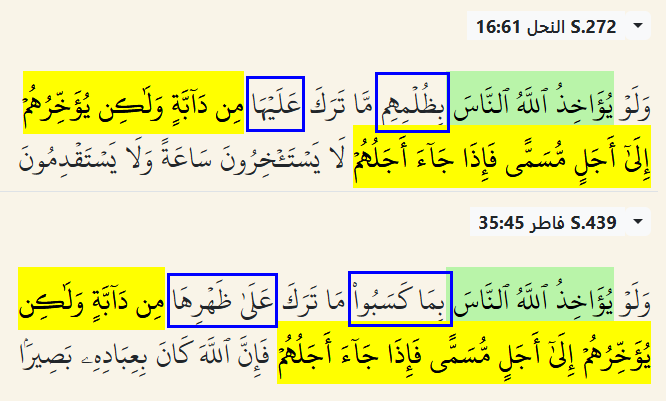 S.272 النحل 16:61
وَلَوۡ يُؤَاخِذُ ٱللَّهُ ٱلنَّاسَ بِظُلۡمِهِم مَّا تَرَكَ عَلَيۡهَا مِن دَآبَّةٖ وَلَٰكِن يُؤَخِّرُهُمۡ
إِلَىٰٓ أَجَلٖ مُّسَمّٗى فَإِذَا جَآءَ أَجَلُهُمۡ لَا يَسۡتَـٔۡخِرُونَ سَاعَةٗ وَلَا يَسۡتَقۡدِمُونَ
S.439 فاطر 35:45
وَلَوۡ يُؤَاخِذُ ٱللَّهُ ٱلنَّاسَ بِمَا كَسَبُواْ مَا تَرَكَ عَلَىٰ ظَهۡرِهَا مِن دَآبَّةٖ وَلَٰكِن
يُؤَخِّرُهُمۡ إِلَىٰٓ أَجَلٖ مُّسَمّٗى فَإِذَا جَآءَ أَجَلُهُمۡ فَإِنَّ ٱللَّهَ كَانَ بِعِبَادِهِۦ بَصِيرَۢا